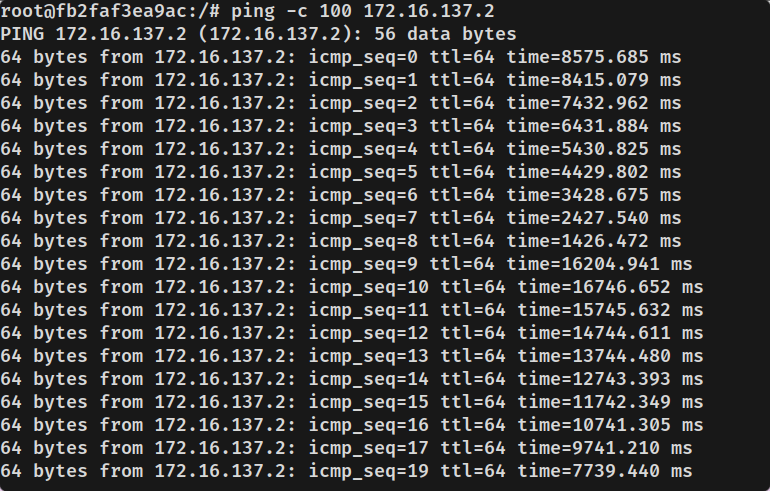 root@fb2faf3ea9ac:/# ping -c 100 172.16.137.2
PING 172.16.137.2 (172.16.137.2): 56 data bytes
64 bytes from 172.16.137.2: icmp_seq=0 ttl=64 time=8575.685 ms
64 bytes from 172.16.137.2: icmp_seq=1 ttl=64 time=8415.079 ms
64 bytes from 172.16.137.2: icmp_seq=2 ttl=64 time=7432.962 ms
64 bytes from 172.16.137.2: icmp_seq=3 ttl=64 time=6431.884 ms
64 bytes from 172.16.137.2: icmp_seq=4 ttl=64 time=5430.825 ms
64 bytes from 172.16.137.2: icmp_seq=5 ttl=64 time=4429.802 ms
64 bytes from 172.16.137.2: icmp_seq=6 ttl=64 time=3428.675 ms
64 bytes from 172.16.137.2: icmp_seq=7 ttl=64 time=2427.540 ms
64 bytes from 172.16.137.2: icmp_seq=8 ttl=64 time=1426.472 ms
64 bytes from 172.16.137.2: icmp_seq=9 ttl=64 time=16204.941 ms
64 bytes from 172.16.137.2: icmp_seq=10 ttl=64 time=16746.652 ms
64 bytes from 172.16.137.2: icmp_seq=11 ttl=64 time=15745.632 ms
64 bytes from 172.16.137.2: icmp_seq=12 ttl=64 time=14744.611 ms
64 bytes from 172.16.137.2: icmp_seq=13 ttl=64 time=13744.480 ms
64 bytes from 172.16.137.2: icmp_seq=14 ttl=64 time=12743.393 ms
64 bytes from 172.16.137.2: icmp_seq=15 ttl=64 time=11742.349 ms
64 bytes from 172.16.137.2: icmp_seq=16 ttl=64 time=10741.305 ms
64 bytes from 172.16.137.2: icmp_seq=17 ttl=64 time=9741.210 ms
64 bytes from 172.16.137.2: icmp_seq=19 ttl=64 time=7739.440 ms